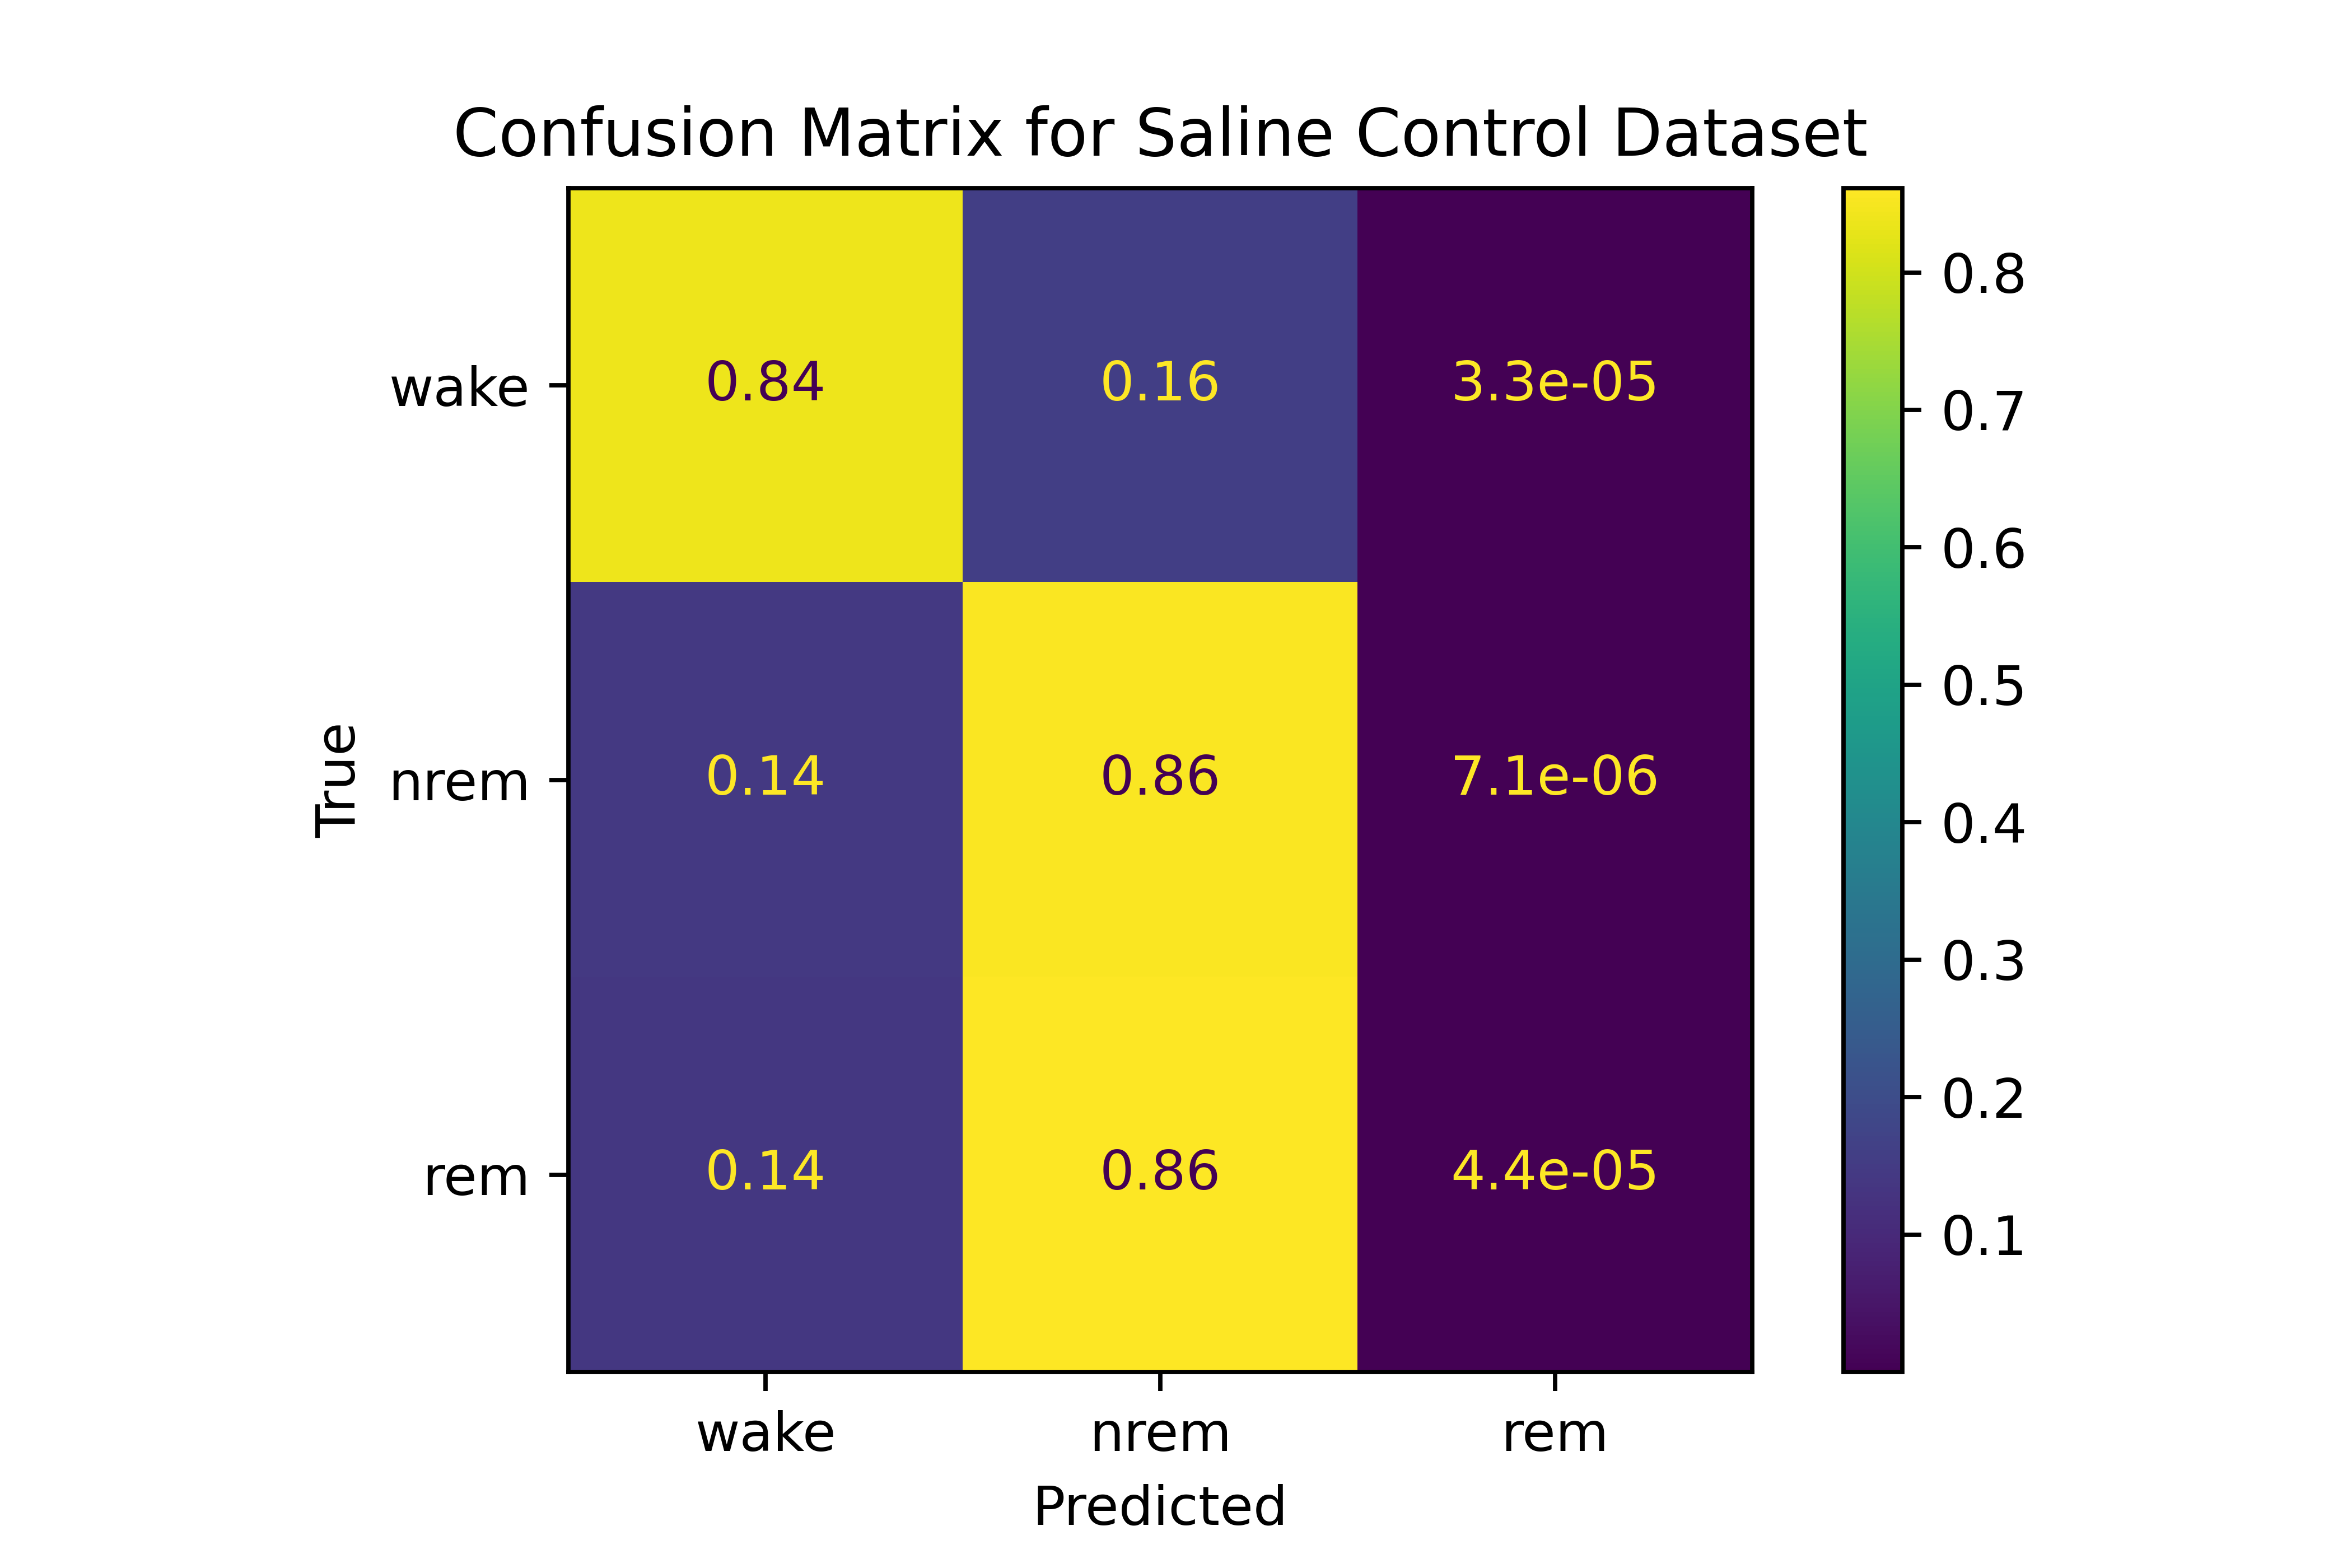 Confusion Matrix for Saline Control Dataset
wake 0.84 0.16 3.3e-05
nrem 0.14 0.86 7.1e-06
rem 0.14 0.86 4.4e-05
True
wake nrem rem
Predicted
0.8
0.7
0.6
0.5
0.4
0.3
0.2
0.1